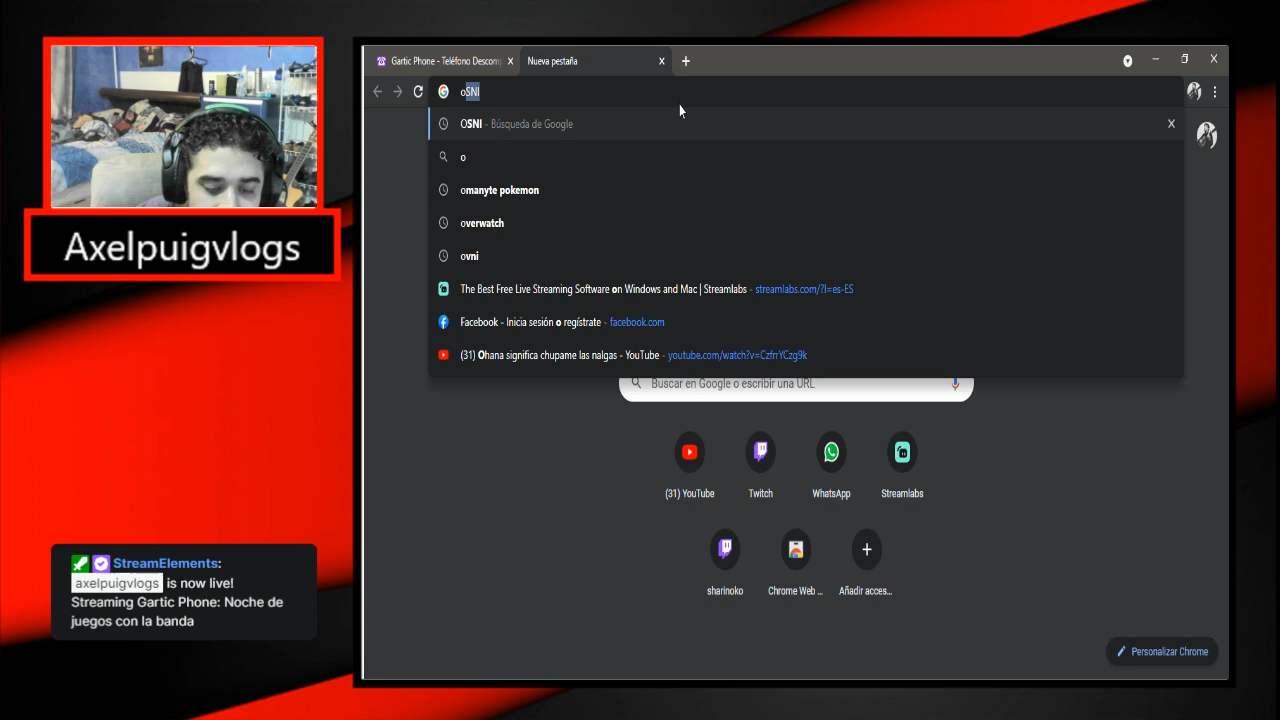 Gartic Phone - Teléfono Descom
Nueva pestaña
oSNI
OSNI - Búsqueda de Google
o
omanyte pokemon
overwatch
ovni
The Best Free Live Streaming Software on Windows and Mac | Streamlabs - streamlabs.com/?l=es-ES
Facebook - Inicia sesión o regístrate - facebook.com
(31) Ohana significa chupame las nalgas - YouTube - youtube.com/watch?v=CzfrrYCzg9k
Buscar en Google o escribir una URL
(31) YouTube
Twitch
WhatsApp
Streamlabs
sharinoko
Chrome Web ...
Añadir acces...
Personalizar Chrome
Axelpuigvlogs
StreamElements:
axelpuigvlogs is now live!
Streaming Gartic Phone: Noche de
juegos con la banda